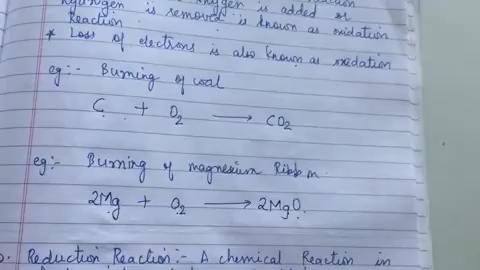 hydrogen is removed is known as oxidation
Reaction.
* Loss of electrons is also known as oxidation
eg:- Burning of coal
C + O2 → CO2
eg:- Burning of magnesium Ribbon.
2Mg + O2 → 2MgO.
Reduction Reaction:- A chemical Reaction in